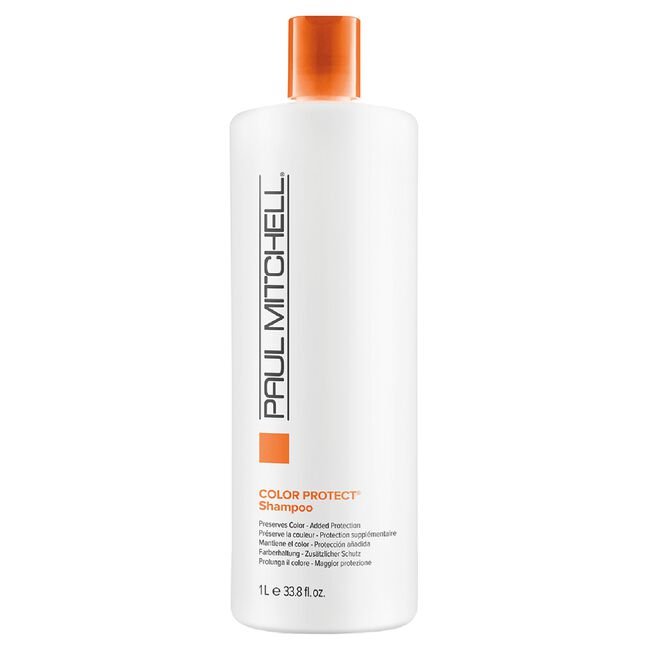 PAUL MITCHELL®
COLOR PROTECT®
Shampoo
Preserves Color - Added Protection
Préserve la couleur - Protection supplémentaire
Mantiene el color - Protección añadida
Farberhaltung - Zusätzlicher Schutz
Prolunga il colore - Maggior protezione
1L e 33.8 fl. oz.